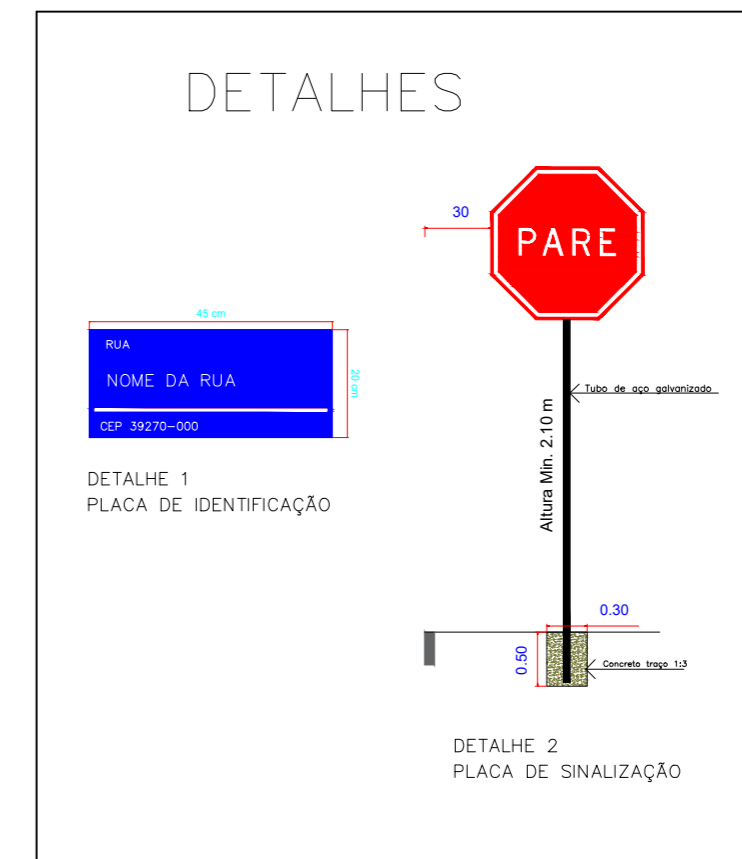 DETALHES
30
PARE
45 cm
RUA
NOME DA RUA
20 cm
CEP 39270-000
Tubo de aço galvanizado
Altura Min. 2.10 m
DETALHE 1
PLACA DE IDENTIFICAÇÃO
0.30
0.50
Concreto traço 1:3
DETALHE 2
PLACA DE SINALIZAÇÃO